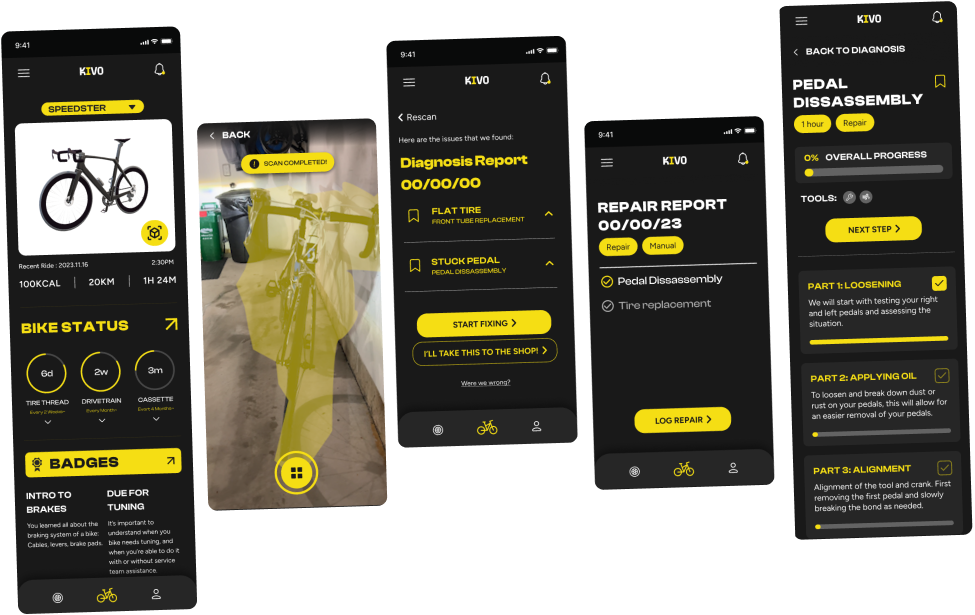 9:41
KIVO
SPEEDSTER
Recent Ride : 2023.11.16
2:30PM
100KCAL
20KM
1H 24M
BIKE STATUS
6d
2w
3m
TIRE THREAD
DRIVETRAIN
CASSETTE
Every 2 Weeks~
Every Month~
Every 4 Months~
BADGES
INTRO TO
BRAKES
You learned all about the
braking system of a bike:
Cables, levers, brake pads.
DUE FOR
TUNING
It's important to
understand when you
bike needs tuning, and
when you're able to do it
with or without service
team assistance.
BACK
SCAN COMPLETED!
9:41
KIVO
Rescan
Here are the issues that we found:
Diagnosis Report
00/00/00
FLAT TIRE
FRONT TUBE REPLACEMENT
STUCK PEDAL
PEDAL DISSASSEMBLY
START FIXING
I'LL TAKE THIS TO THE SHOP!
Were we wrong?
9:41
KIVO
REPAIR REPORT
00/00/23
Repair
Manual
Pedal Disassembly
Tire replacement
LOG REPAIR
KIVO
BACK TO DIAGNOSIS
PEDAL
DISSASSEMBLY
1 hour
Repair
0% OVERALL PROGRESS
TOOLS:
NEXT STEP
PART 1: LOOSENING
We will start with testing your right
and left pedals and assessing the
situation.
PART 2: APPLYING OIL
To loosen and break down dust or
rust on your pedals, this will allow for
an easier removal of your pedals.
PART 3: ALIGNMENT
Alignment of the tool and crank. First
removing the first pedal and slowly
breaking the bond as needed.